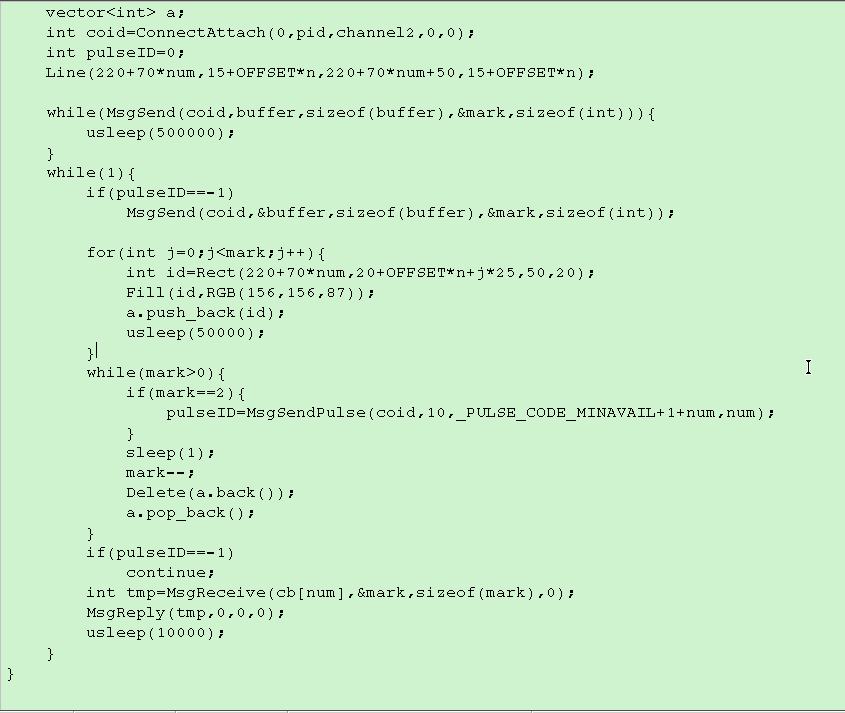 vector<int> a;
int coid=ConnectAttach(0,pid,channel2,0,0);
int pulseID=0;
Line(220+70*num,15+OFFSET*n,220+70*num+50,15+OFFSET*n);
while(MsgSend(coid,buffer,sizeof(buffer),&mark,sizeof(int))){
usleep(500000);
}
while(1){
if(pulseID==-1)
MsgSend(coid,&buffer,sizeof(buffer),&mark,sizeof(int));
for(int j=0;j<mark;j++){
int id=Rect(220+70*num,20+OFFSET*n+j*25,50,20);
Fill(id,RGB(156,156,87));
a.push_back(id);
usleep(50000);
}
while(mark>0){
if(mark==2){
pulseID=MsgSendPulse(coid,10,_PULSE_CODE_MINAVAIL+1+num,num);
}
sleep(1);
mark--;
Delete(a.back());
a.pop_back();
}
if(pulseID==-1)
continue;
int tmp=MsgReceive(cb[num],&mark,sizeof(mark),0);
MsgReply(tmp,0,0,0);
usleep(10000);
}
}